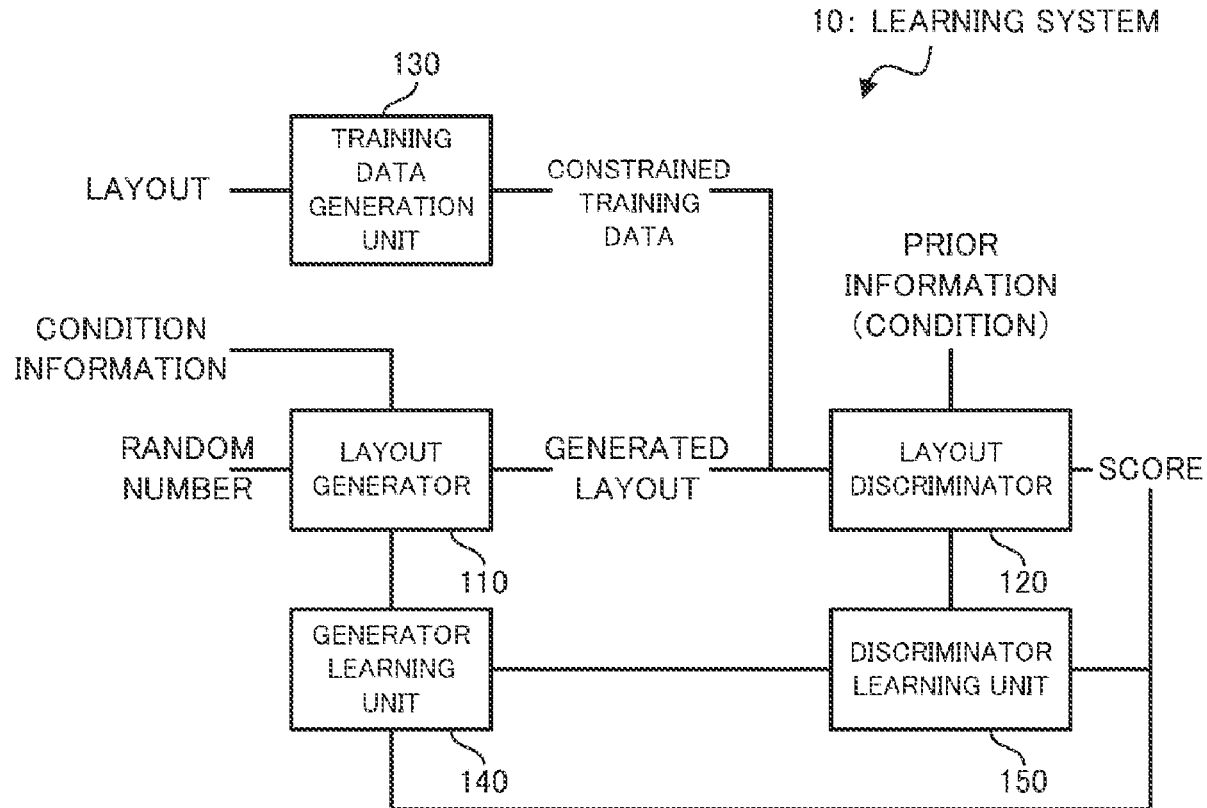 10: LEARNING SYSTEM
130
TRAINING
DATA
GENERATION
UNIT
LAYOUT
CONSTRAINED
TRAINING
DATA
PRIOR
INFORMATION
(CONDITION)
CONDITION
INFORMATION
RANDOM
NUMBER
LAYOUT
GENERATOR
GENERATED
LAYOUT
LAYOUT
DISCRIMINATOR
SCORE
110
120
GENERATOR
LEARNING
UNIT
DISCRIMINATOR
LEARNING UNIT
140
150